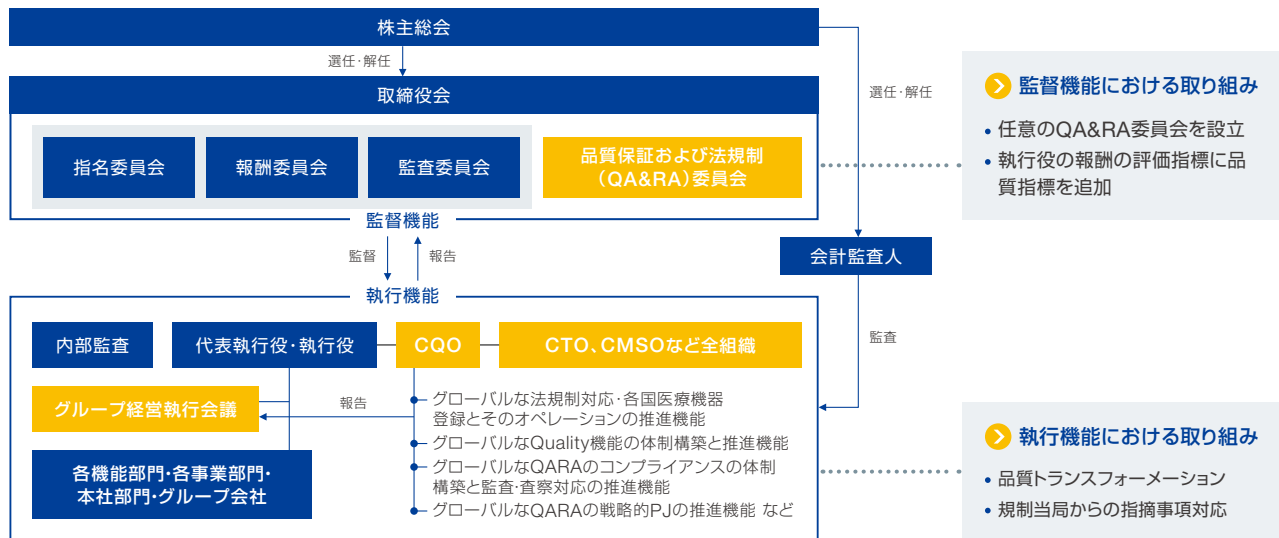 株主総会
選任・解任
取締役会
指名委員会
報酬委員会
監査委員会
品質保証および法規制
（QA&RA）委員会
監督機能
監督
報告
選任・解任
会計監査人
監査
執行機能
内部監査
代表執行役・執行役
CQO
CTO、CMSOなど全組織
グループ経営執行会議
報告
各機能部門・各事業部門・
本社部門・グループ会社
グローバルな法規制対応・各国医療機器
登録とそのオペレーションの推進機能
グローバルなQuality機能の体制構築と推進機能
グローバルなQARAのコンプライアンスの体制
構築と監査・査察対応の推進機能
グローバルなQARAの戦略的PJの推進機能 など
監督機能における取り組み
• 任意のQA&RA委員会を設立
• 執行役の報酬の評価指標に品
質指標を追加
執行機能における取り組み
• 品質トランスフォーメーション
• 規制当局からの指摘事項対応